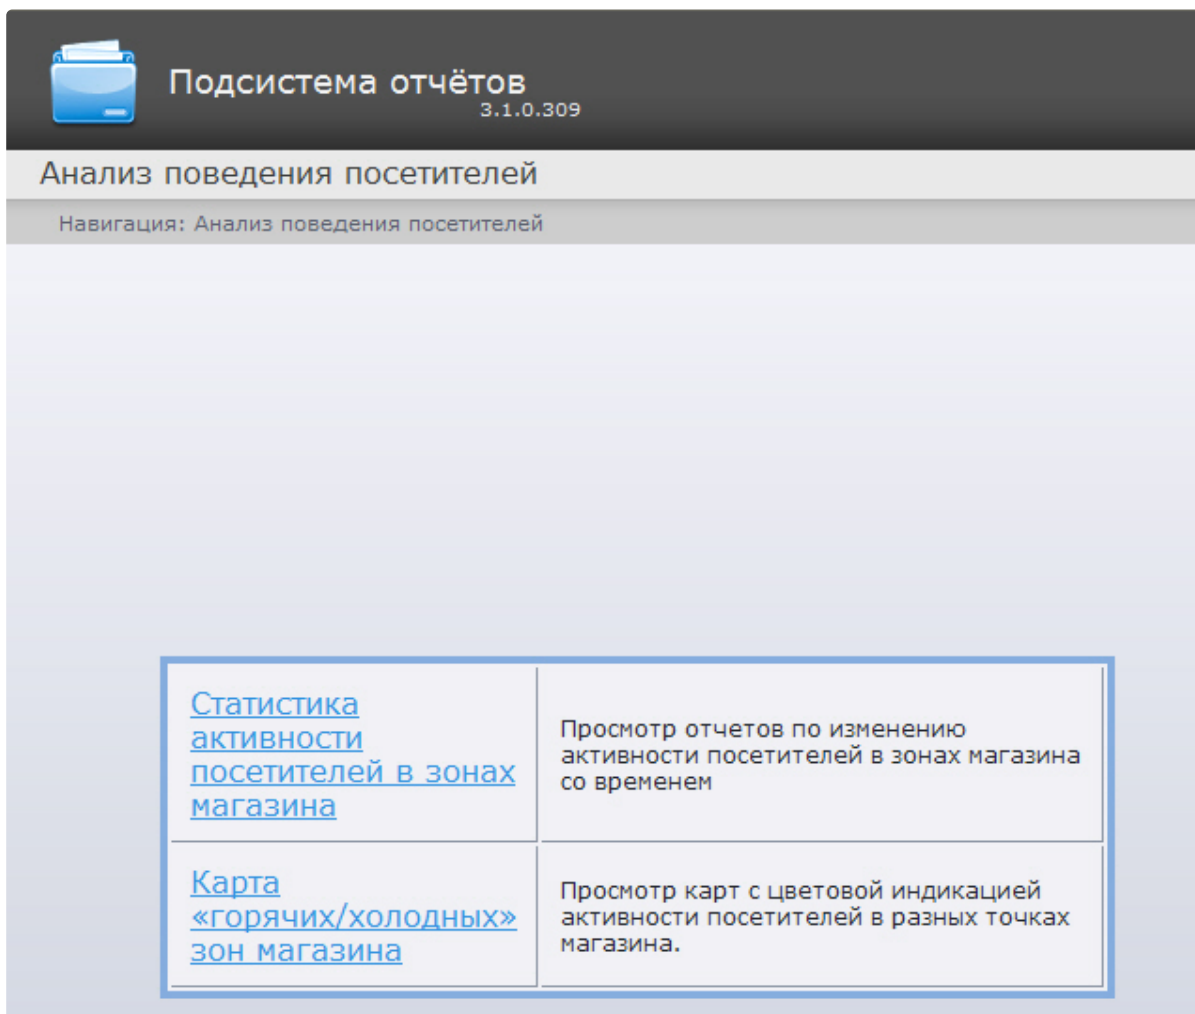 Подсистема отчётов
3.1.0.309
Анализ поведения посетителей
Навигация: Анализ поведения посетителей
Статистика
активности
посетителей в зонах
магазина
Просмотр отчетов по изменению
активности посетителей в зонах магазина
со временем
Карта
«горячих/холодных»
зон магазина
Просмотр карт с цветовой индикацией
активности посетителей в разных точках
магазина.